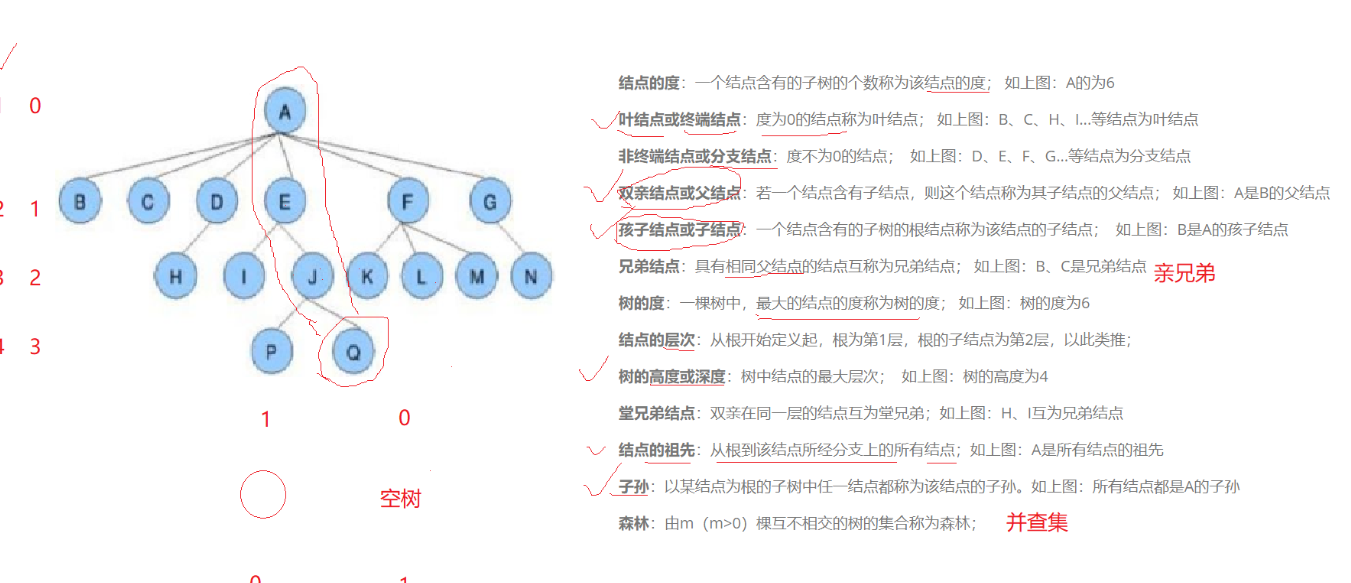 0
A
B C D E F G
2 1
H I J K L M N
3 2
P Q
4 3
1 0
空树
0 1
结点的度：一个结点含有的子树的个数称为该结点的度； 如上图：A的为6
叶结点或终端结点：度为0的结点称为叶结点； 如上图：B、C、H、I...等结点为叶结点
非终端结点或分支结点：度不为0的结点； 如上图：D、E、F、G...等结点为分支结点
双亲结点或父结点：若一个结点含有子结点，则这个结点称为其子结点的父结点； 如上图：A是B的父结点
孩子结点或子结点：一个结点含有的子树的根结点称为该结点的子结点； 如上图：B是A的孩子结点
兄弟结点：具有相同父结点的结点互称为兄弟结点； 如上图：B、C是兄弟结点 亲兄弟
树的度：一棵树中，最大的结点的度称为树的度； 如上图：树的度为6
结点的层次：从根开始定义起，根为第1层，根的子结点为第2层，以此类推；
树的高度或深度：树中结点的最大层次； 如上图：树的高度为4
堂兄弟结点：双亲在同一层的结点互为堂兄弟；如上图：H、I互为兄弟结点
结点的祖先：从根到该结点所经分支上的所有结点；如上图：A是所有结点的祖先
子孙：以某结点为根的子树中任一结点都称为该结点的子孙。如上图：所有结点都是A的子孙
森林：由m（m>0）棵互不相交的树的集合称为森林； 并查集